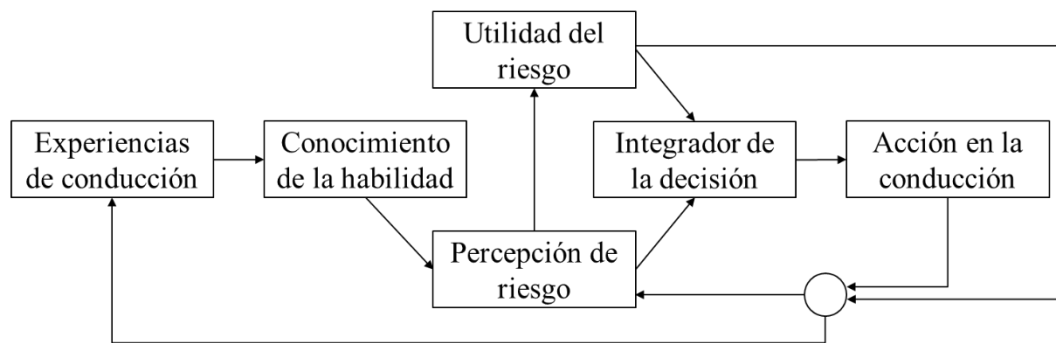 Utilidad del
riesgo
Experiencias
de conducción
Conocimiento
de la habilidad
Integrador de
la decisión
Acción en la
conducción
Percepción de
riesgo